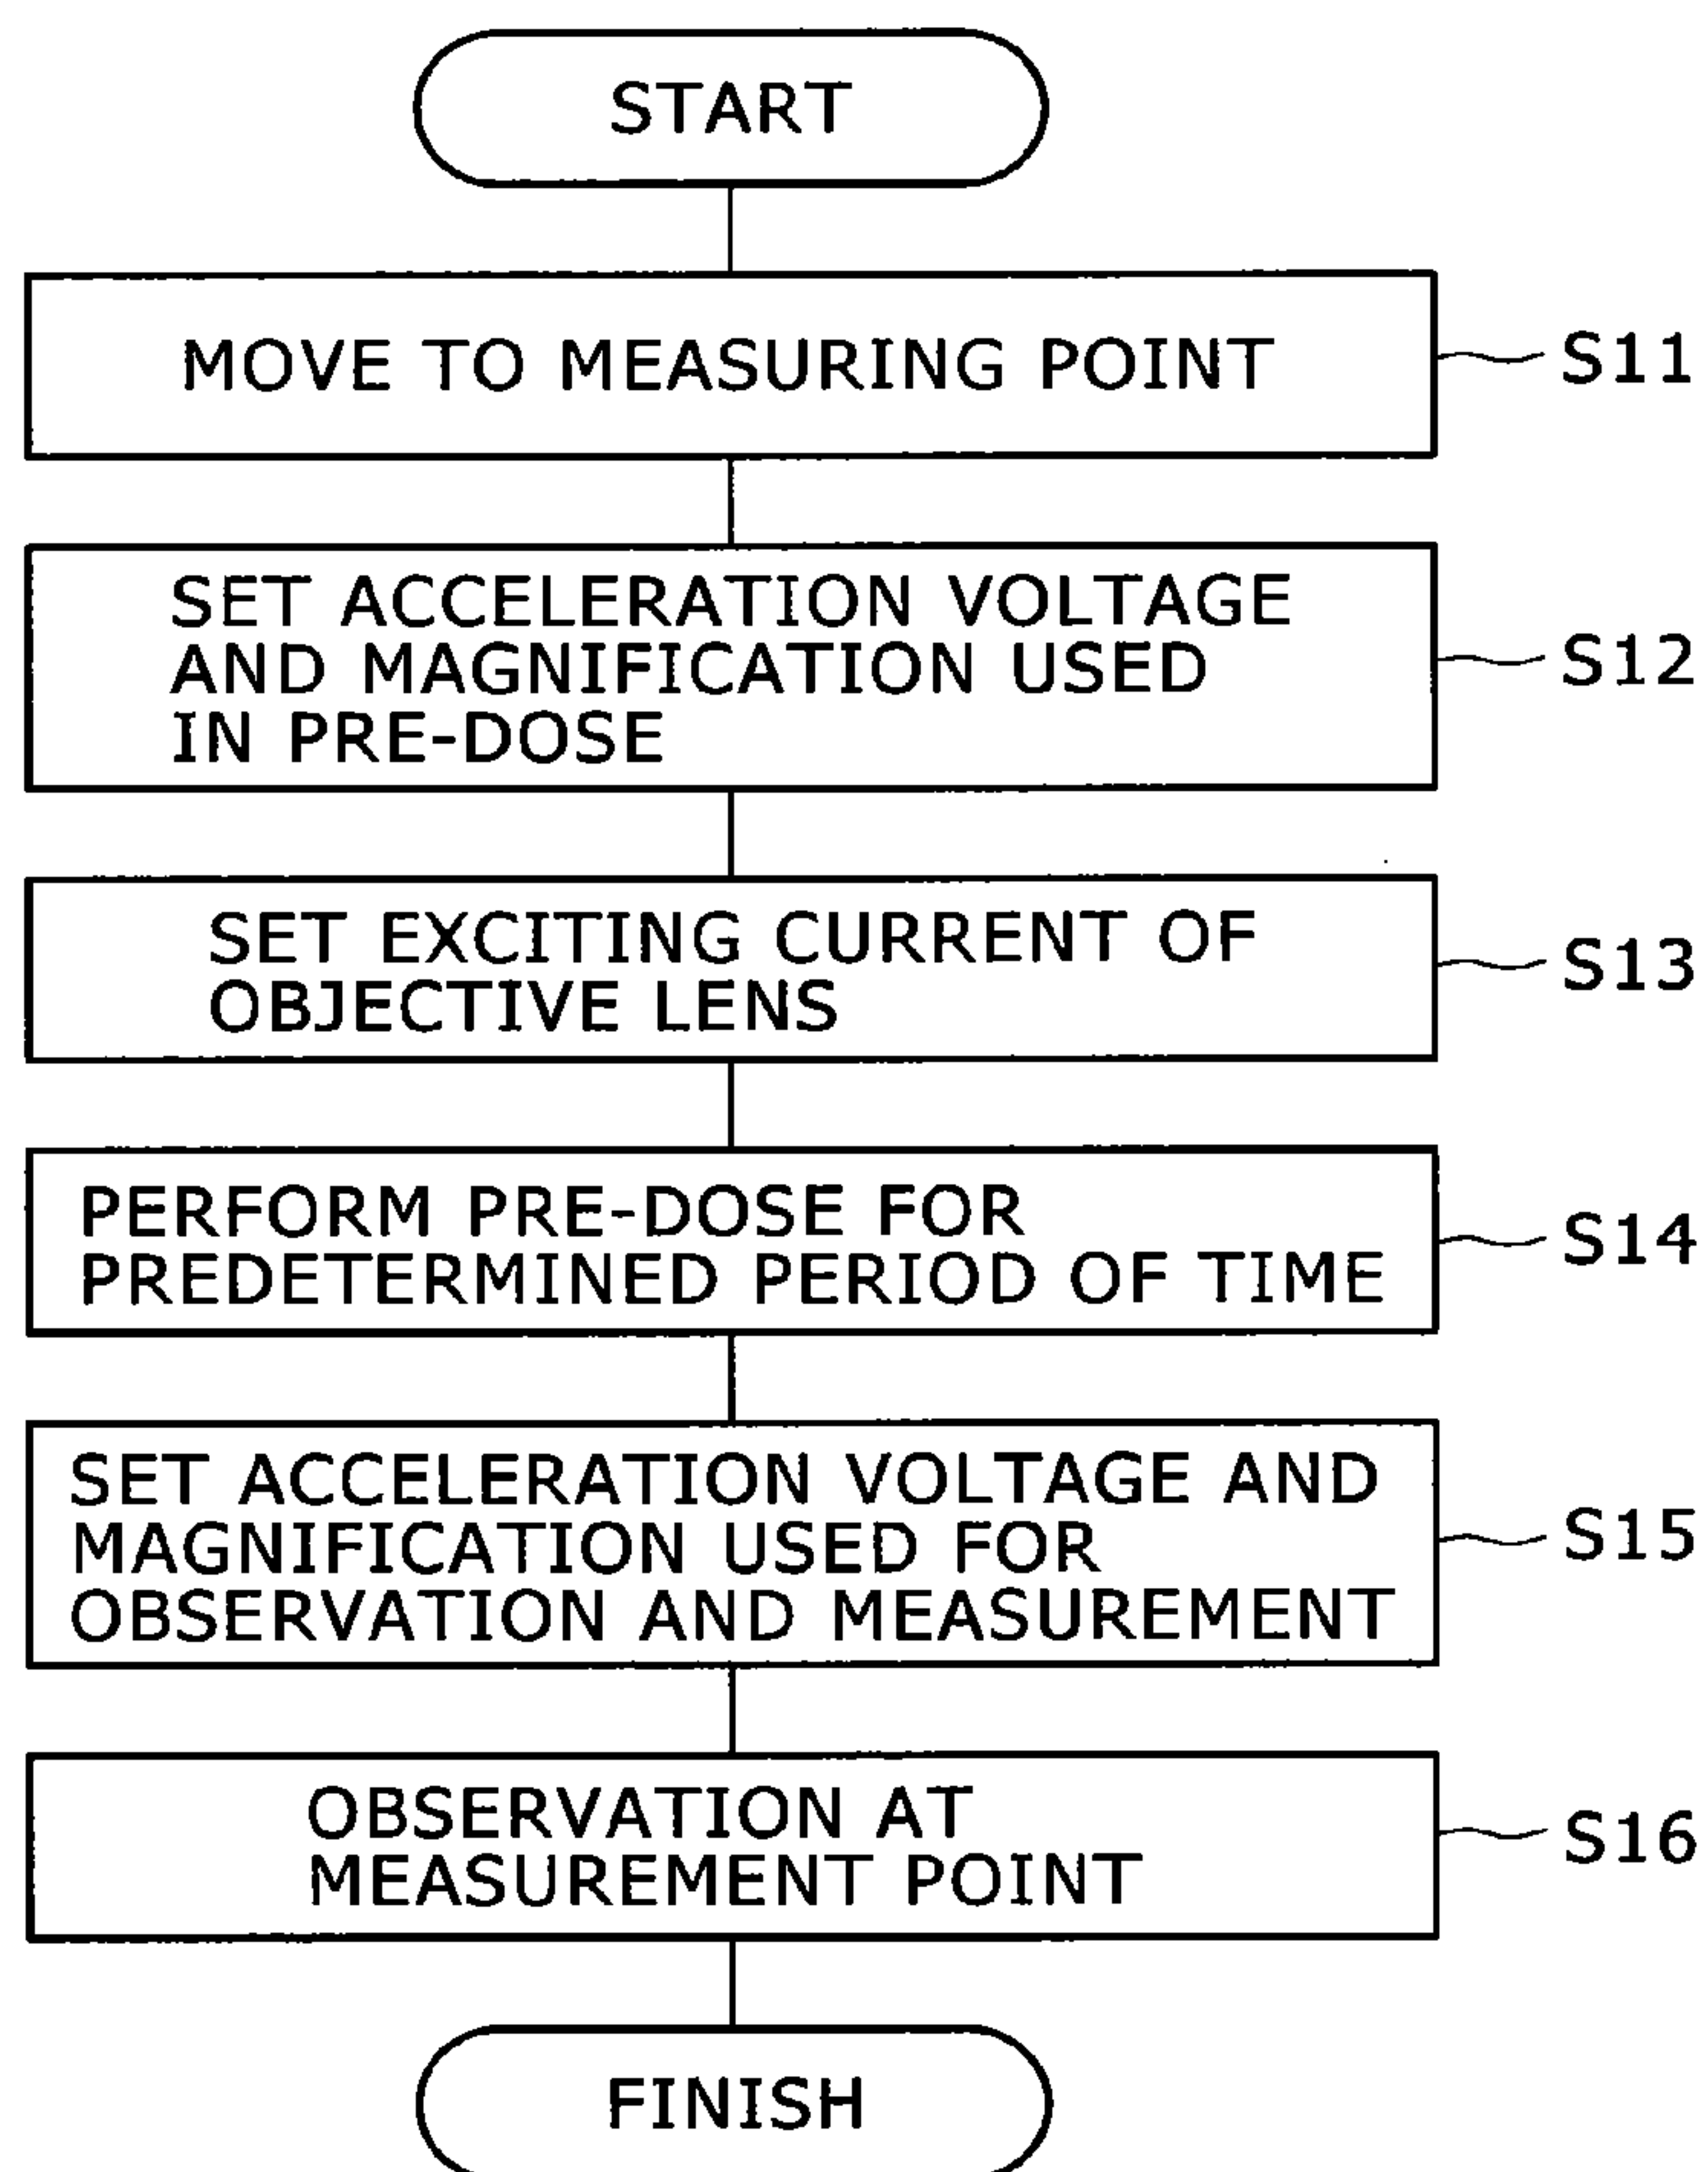 START
MOVE TO MEASURING POINT
S11
SET ACCELERATION VOLTAGE
AND MAGNIFICATION USED
IN PRE-DOSE
S12
SET EXCITING CURRENT OF
OBJECTIVE LENS
S13
PERFORM PRE-DOSE FOR
PREDETERMINED PERIOD OF TIME
S14
SET ACCELERATION VOLTAGE AND
MAGNIFICATION USED FOR
OBSERVATION AND MEASUREMENT
S15
OBSERVATION AT
MEASUREMENT POINT
S16
FINISH